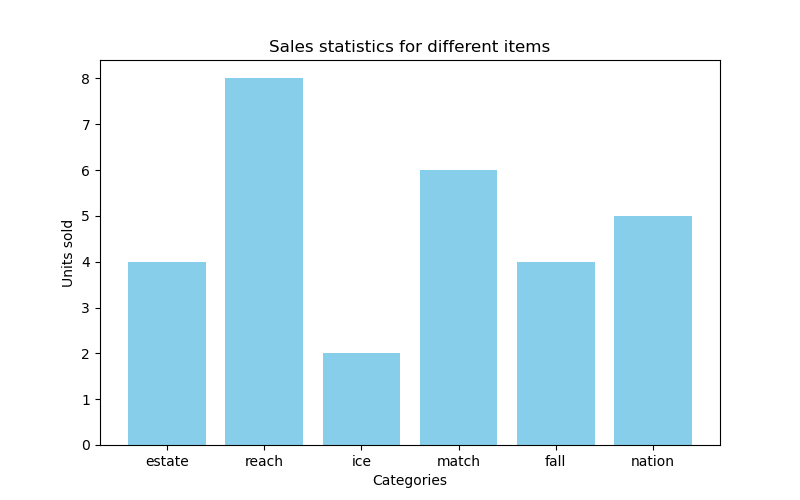 Sales statistics for different items
Units sold
8
7
6
5
4
3
2
1
0
estate reach ice match fall nation
Categories